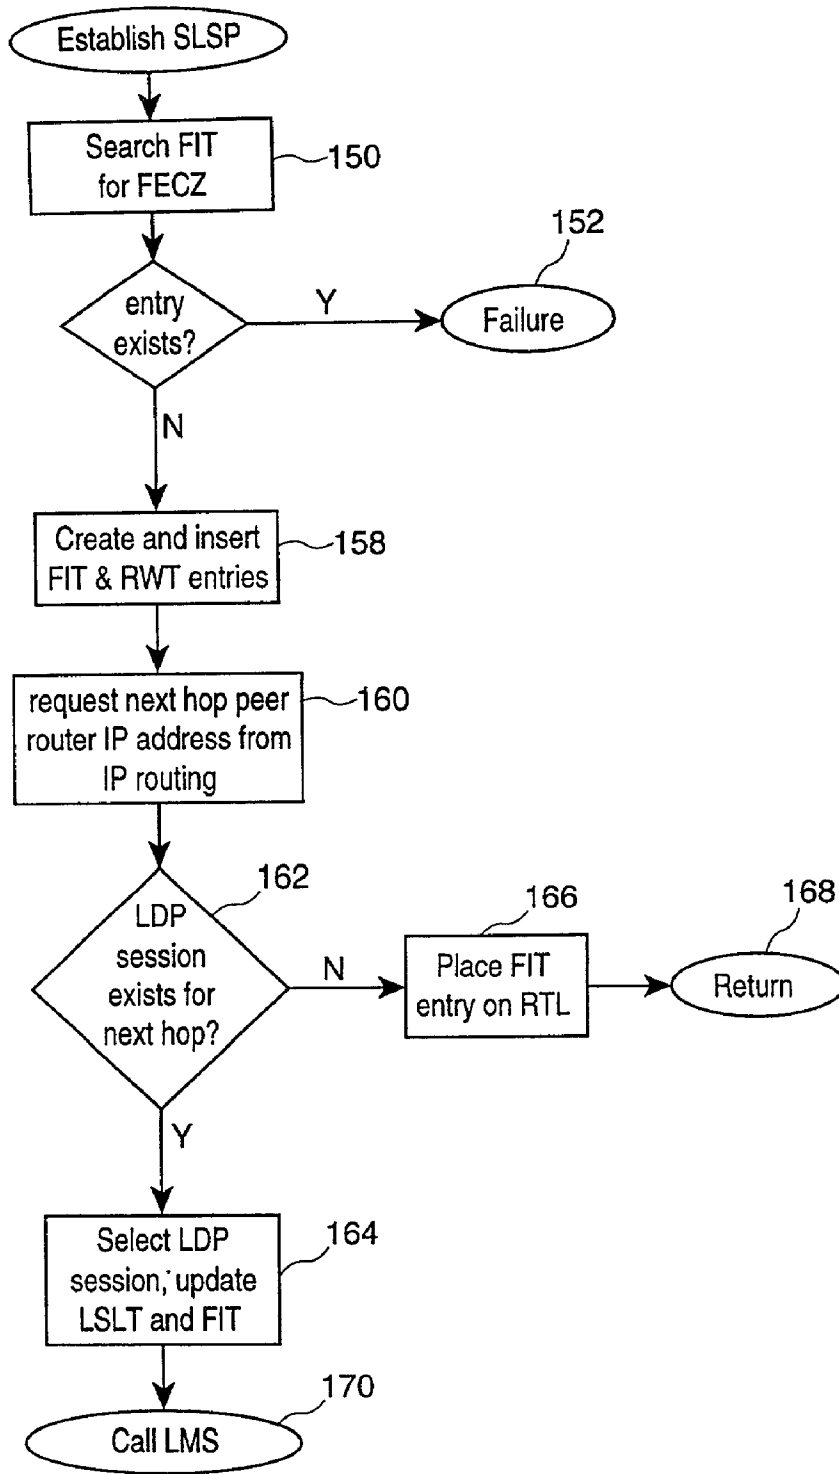 Establish SLSP
Search FIT
for FECZ
150
152
entry
exists?
Y
Failure
N
Create and insert
FIT & RWT entries
158
request next hop peer
router IP address from
IP routing
160
162
LDP
session
exists for
next hop?
N
166
Place FIT
entry on RTL
168
Return
Y
Select LDP
session, update
LSLT and FIT
164
170
Call LMS